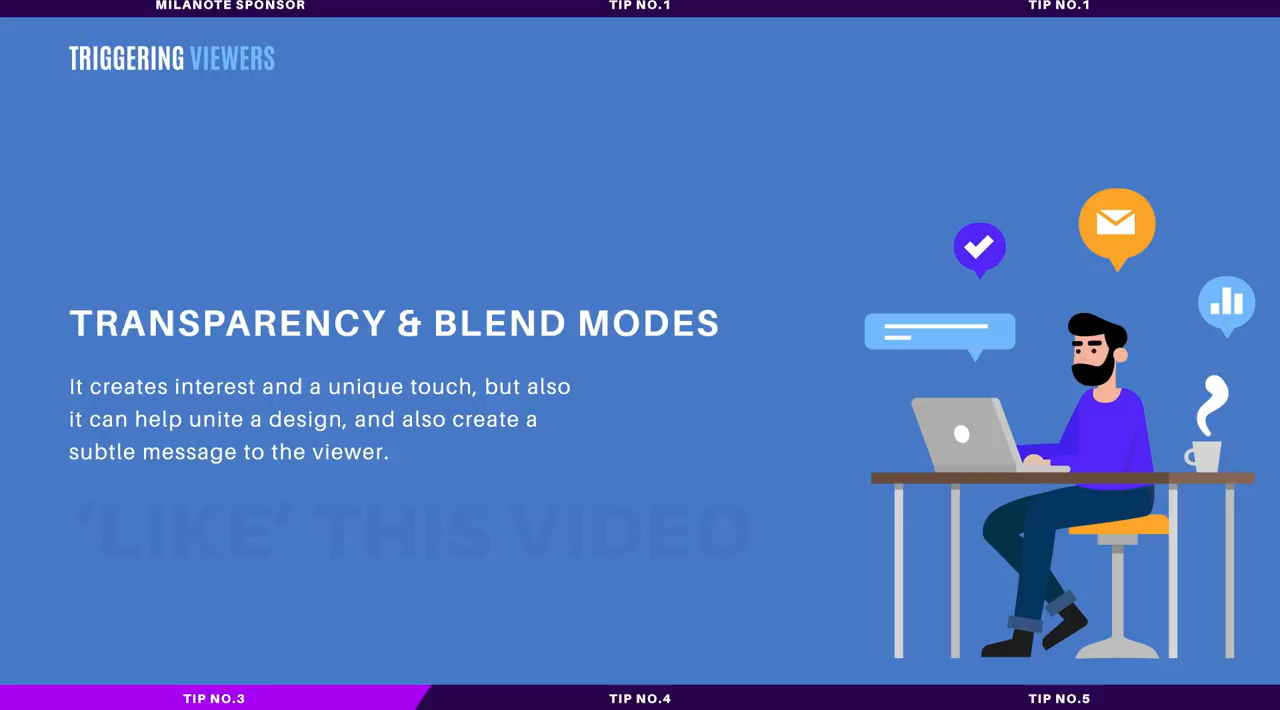 MILANOTE SPONSOR
TIP NO.1
TIP NO.1
TRIGGERING VIEWERS
TRANSPARENCY & BLEND MODES
It creates interest and a unique touch, but also
it can help unite a design, and also create a
subtle message to the viewer.
‘LIKE’ THIS VIDEO
TIP NO.3
TIP NO.4
TIP NO.5